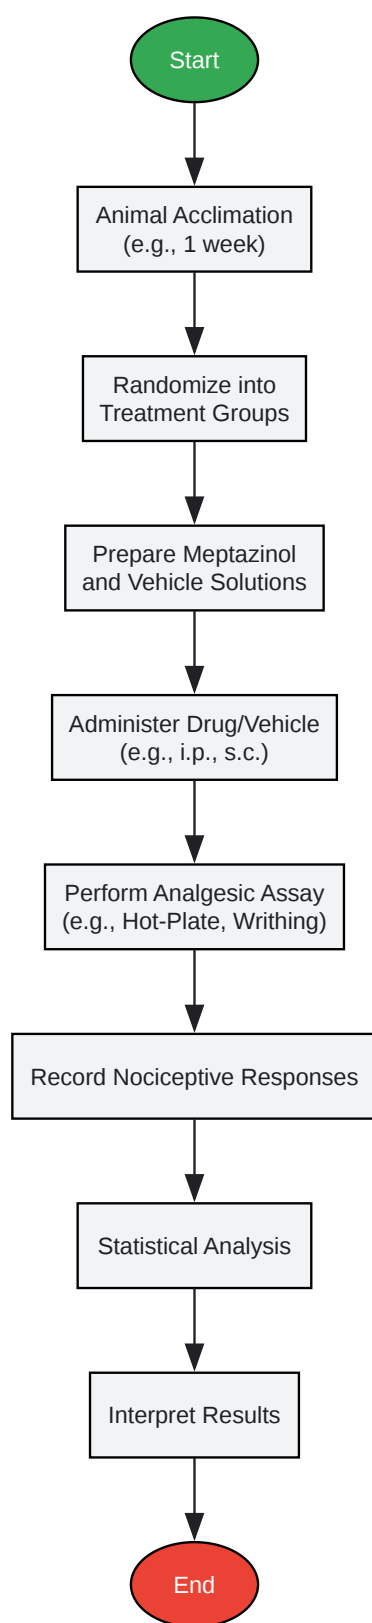 Start
Animal Acclimation
(e.g., 1 week)
Randomize into
Treatment Groups
Prepare Meptazinol
and Vehicle Solutions
Administer Drug/Vehicle
(e.g., i.p., s.c.)
Perform Analgesic Assay
(e.g., Hot-Plate, Writhing)
Record Nociceptive Responses
Statistical Analysis
Interpret Results
End